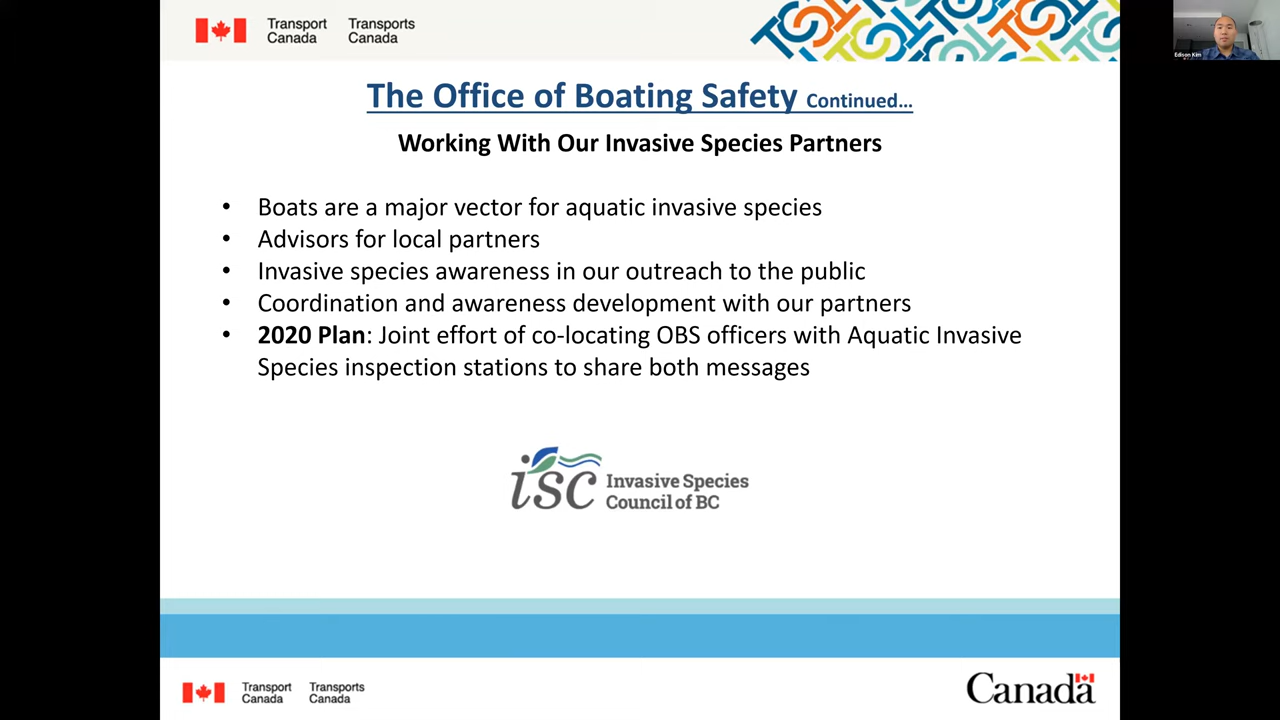 Transport Canada Transports Canada
Edison Kim
The Office of Boating Safety Continued...
Working With Our Invasive Species Partners
• Boats are a major vector for aquatic invasive species
• Advisors for local partners
• Invasive species awareness in our outreach to the public
• Coordination and awareness development with our partners
• 2020 Plan: Joint effort of co-locating OBS officers with Aquatic Invasive
Species inspection stations to share both messages
isc Invasive Species
Council of BC
Transport Canada Transports Canada
Canada